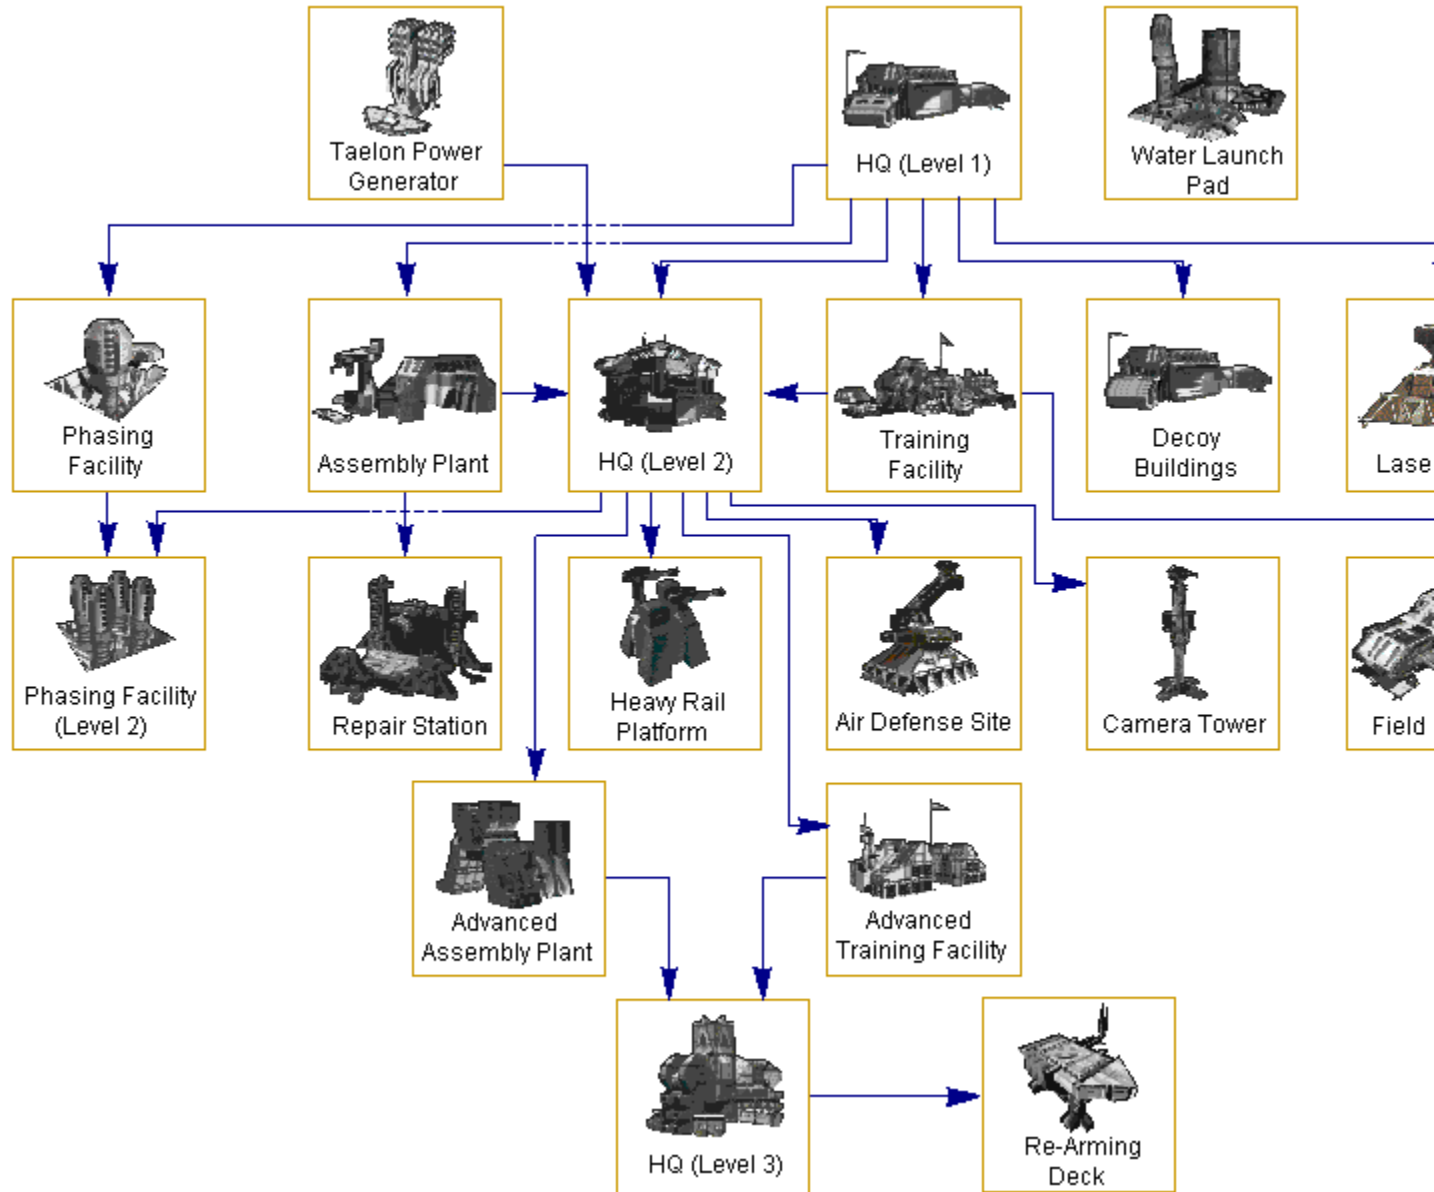 Taelon Power
Generator
HQ (Level 1)
Water Launch
Pad
Phasing
Facility
Assembly Plant
HQ (Level 2)
Training
Facility
Decoy
Buildings
Lase
Phasing Facility
(Level 2)
Repair Station
Heavy Rail
Platform
Air Defense Site
Camera Tower
Field
Advanced
Assembly Plant
Advanced
Training Facility
HQ (Level 3)
Re-Arming
Deck